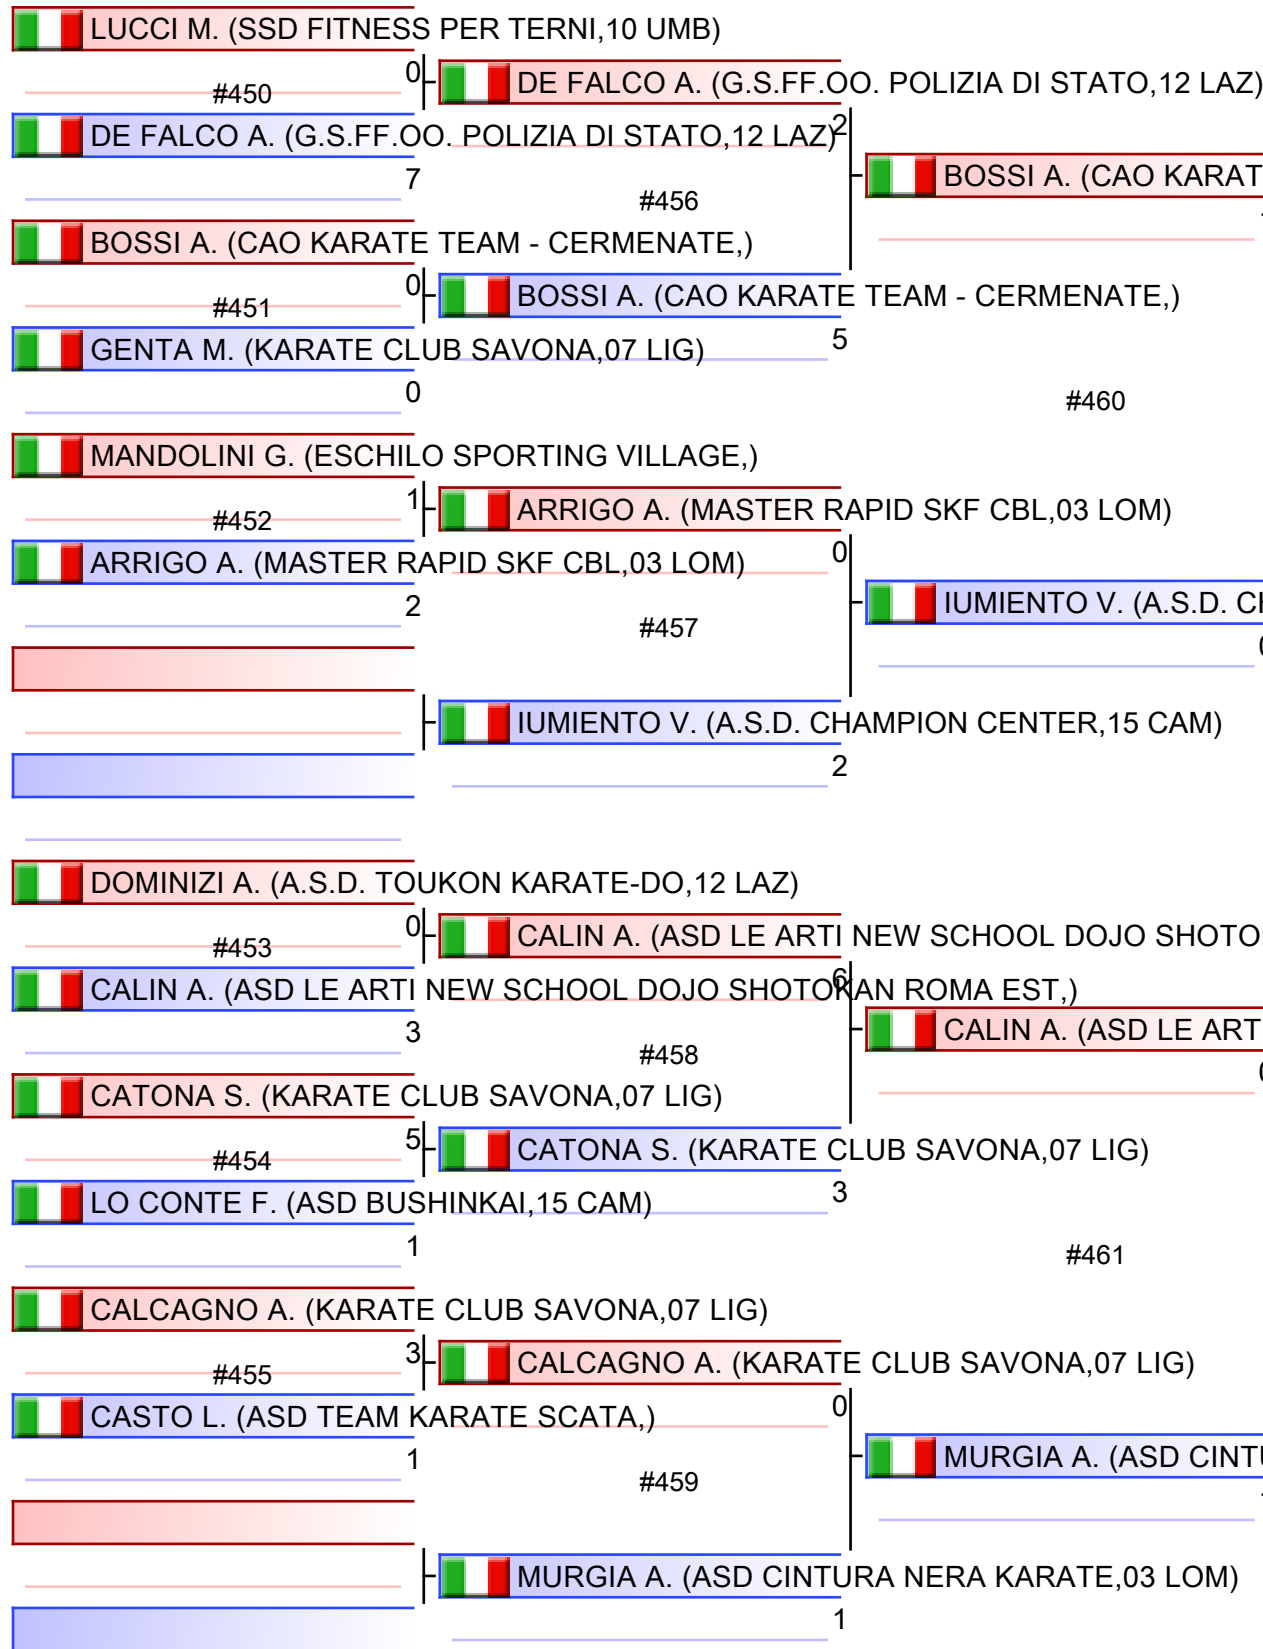 LUCCI M. (SSD FITNESS PER TERNI,10 UMB)
0
#450
DE FALCO A. (G.S.FF.OO. POLIZIA DI STATO,12 LAZ)
7
BOSSI A. (CAO KARATE TEAM - CERMENATE,)
0
#451
GENTA M. (KARATE CLUB SAVONA,07 LIG)
0
MANDOLINI G. (ESCHILO SPORTING VILLAGE,)
1
#452
ARRIGO A. (MASTER RAPID SKF CBL,03 LOM)
2
DOMINIZI A. (A.S.D. TOUKON KARATE-DO,12 LAZ)
0
#453
CALIN A. (ASD LE ARTI NEW SCHOOL DOJO SHOTOKAN ROMA EST,)
3
CATONA S. (KARATE CLUB SAVONA,07 LIG)
5
#454
LO CONTE F. (ASD BUSHINKAI,15 CAM)
1
CALCAGNO A. (KARATE CLUB SAVONA,07 LIG)
3
#455
CASTO L. (ASD TEAM KARATE SCATA,)
1
DE FALCO A. (G.S.FF.OO. POLIZIA DI STATO,12 LAZ)
2
#456
BOSSI A. (CAO KARATE TEAM - CERMENATE,)
5
ARRIGO A. (MASTER RAPID SKF CBL,03 LOM)
0
#457
IUMIENTO V. (A.S.D. CHAMPION CENTER,15 CAM)
2
CALIN A. (ASD LE ARTI NEW SCHOOL DOJO SHOTO
6
#458
CATONA S. (KARATE CLUB SAVONA,07 LIG)
3
CALCAGNO A. (KARATE CLUB SAVONA,07 LIG)
0
#459
MURGIA A. (ASD CINTURA NERA KARATE,03 LOM)
1
BOSSI A. (CAO KARAT
#460
IUMIENTO V. (A.S.D. C
CALIN A. (ASD LE ART
#461
MURGIA A. (ASD CINT